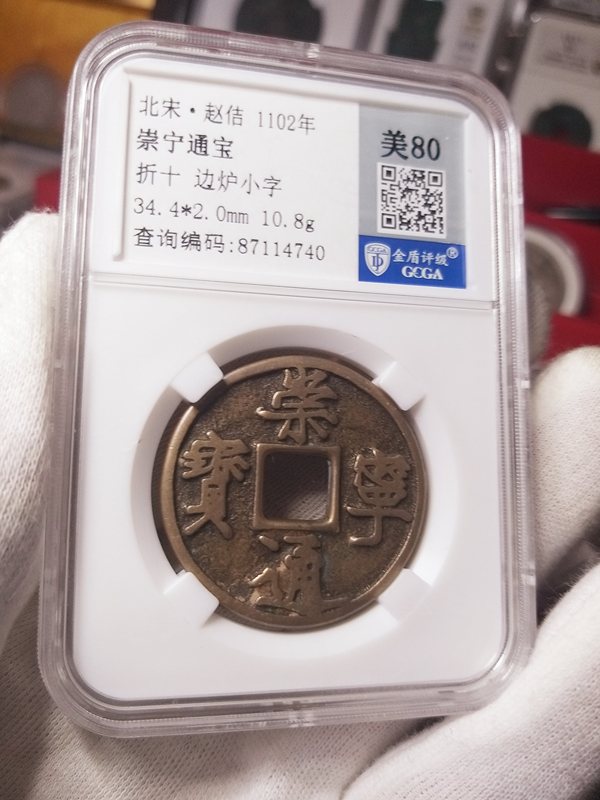 北宋·赵佶 1102年
崇宁通宝
折十 边炉小字
34.4*2.0mm 10.8g
查询编码:87114740
美80
金盾评级®
GCGA
崇
寧
通
寶